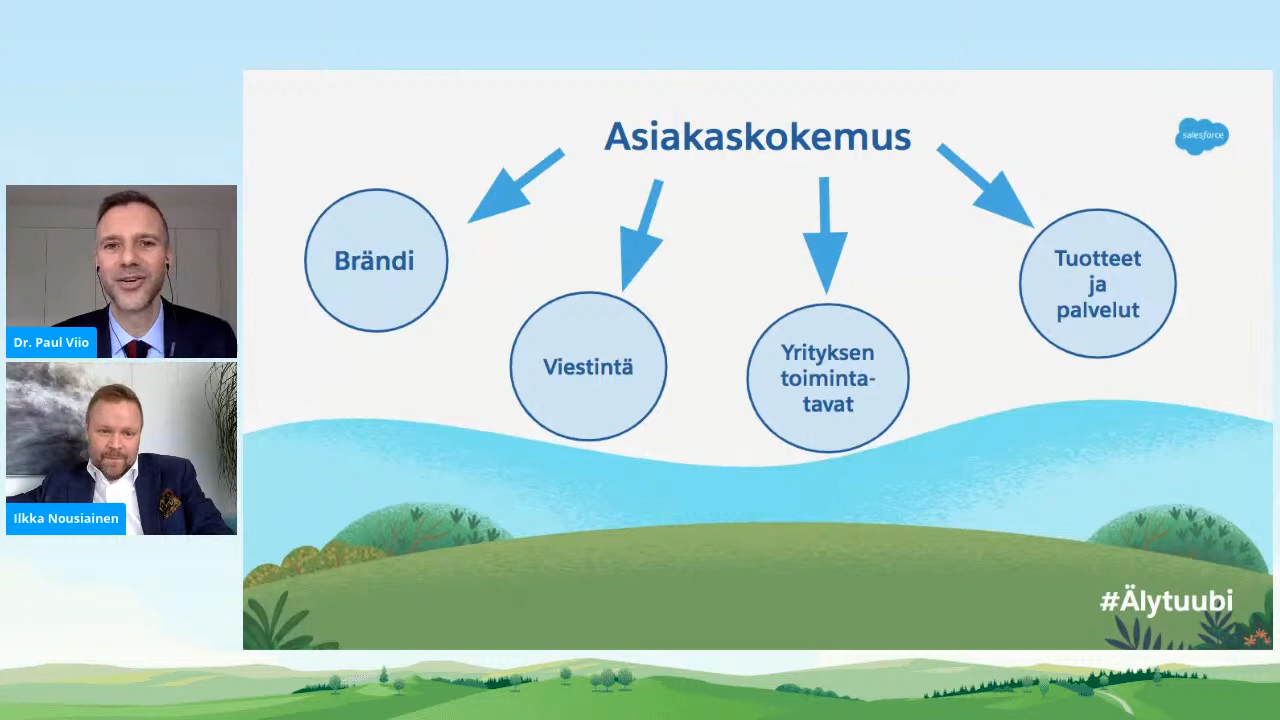 Asiakaskokemus
salesforce
Brändi
Viestintä
Yrityksen
toiminta-
tavat
Tuotteet
ja
palvelut
Dr. Paul Viio
Ilkka Nousiainen
#Älytuubi